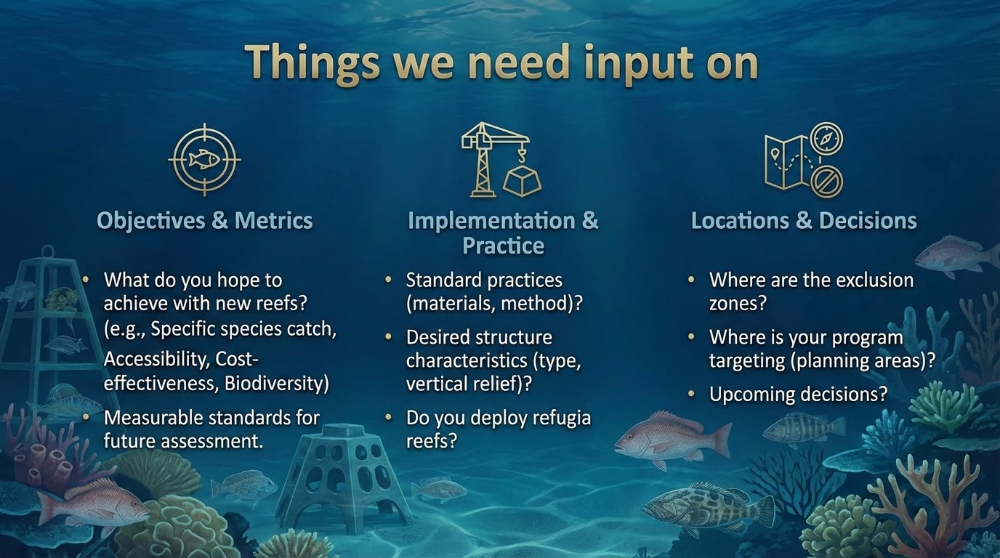 Things we need input on
Objectives & Metrics
• What do you hope to
achieve with new reefs?
(e.g., Specific species catch,
Accessibility, Cost-
effectiveness, Biodiversity)
• Measurable standards for
future assessment.
Implementation &
Practice
• Standard practices
(materials, method)?
• Desired structure
characteristics (type,
vertical relief)?
• Do you deploy refugia
reefs?
Locations & Decisions
• Where are the exclusion
zones?
• Where is your program
targeting (planning areas)?
• Upcoming decisions?